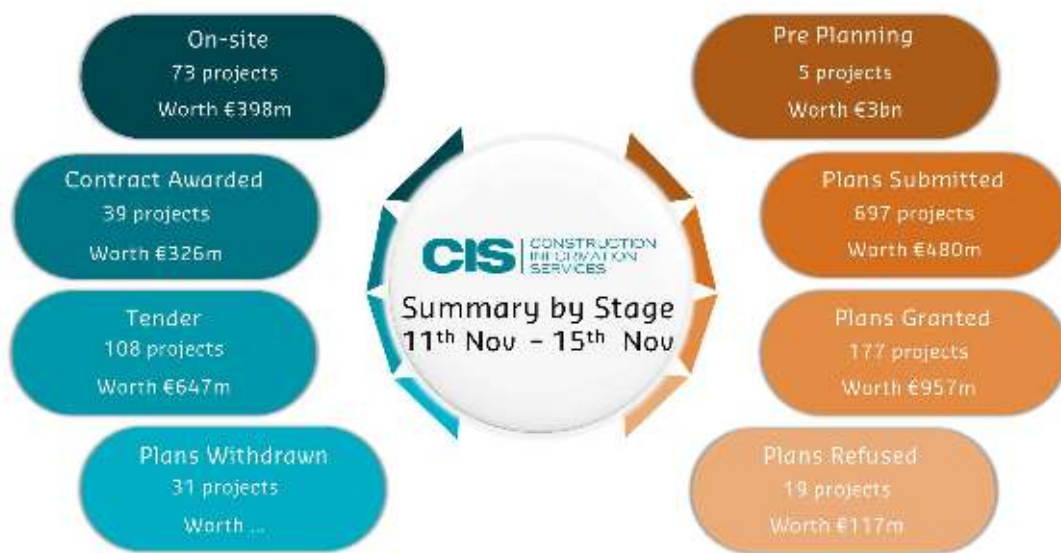 On-site
73 projects
Worth €398m
Contract Awarded
39 projects
Worth €326m
Tender
108 projects
Worth €647m
Plans Withdrawn
31 projects
Worth ...
CIS
CONSTRUCTION
INFORMATION
SERVICES
Summary by Stage
11th Nov - 15th Nov
Pre Planning
5 projects
Worth €3bn
Plans Submitted
697 projects
Worth €480m
Plans Granted
177 projects
Worth €957m
Plans Refused
19 projects
Worth €117m